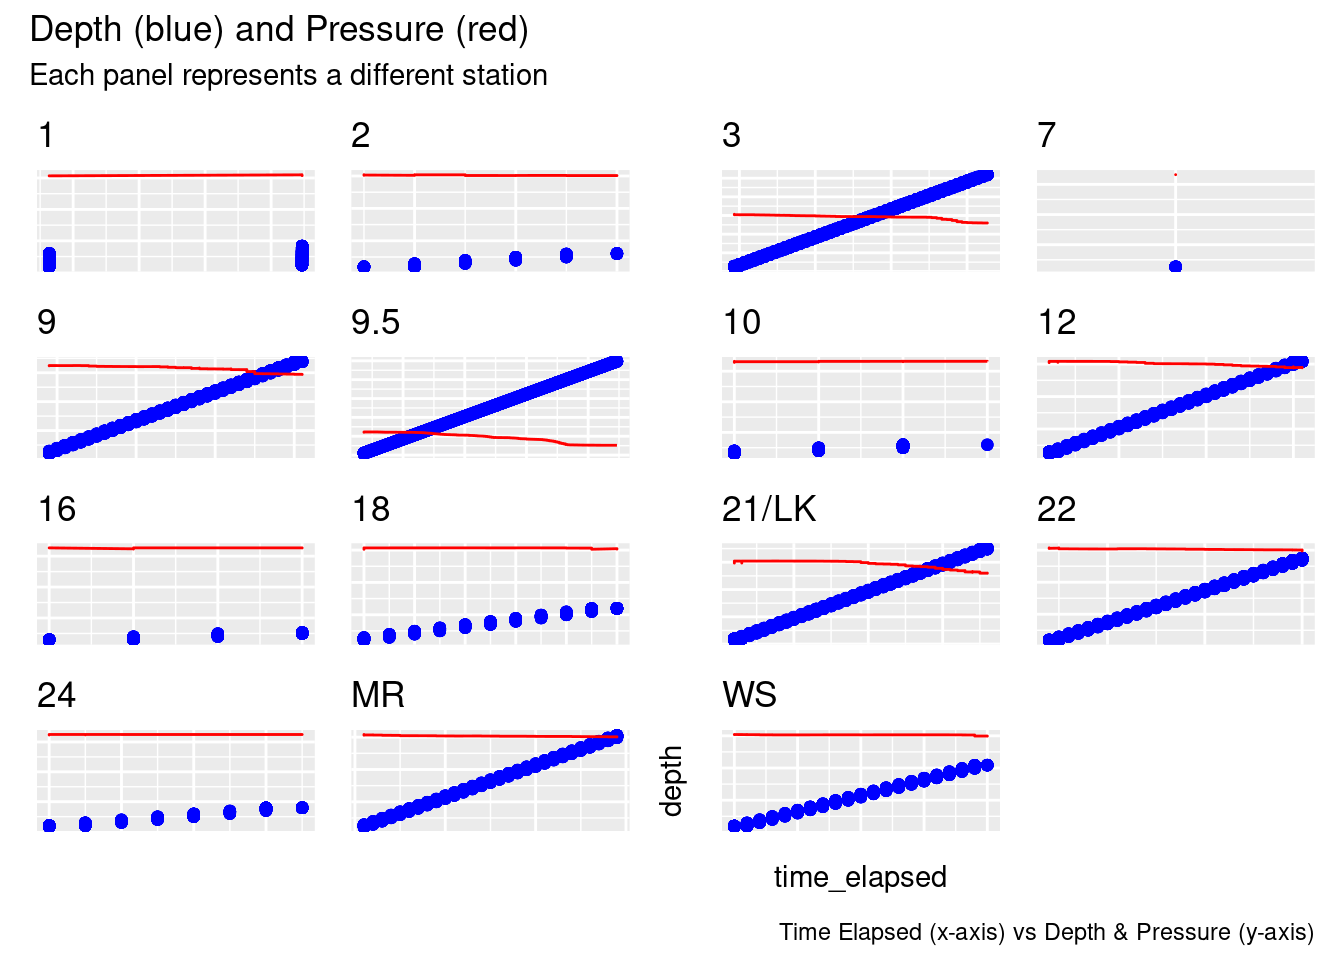 Depth (blue) and Pressure (red)
Each panel represents a different station
1
2
3
7
9
9.5
10
12
16
18
21/LK
22
24
MR
WS
depth
time_elapsed
Time Elapsed (x-axis) vs Depth & Pressure (y-axis)